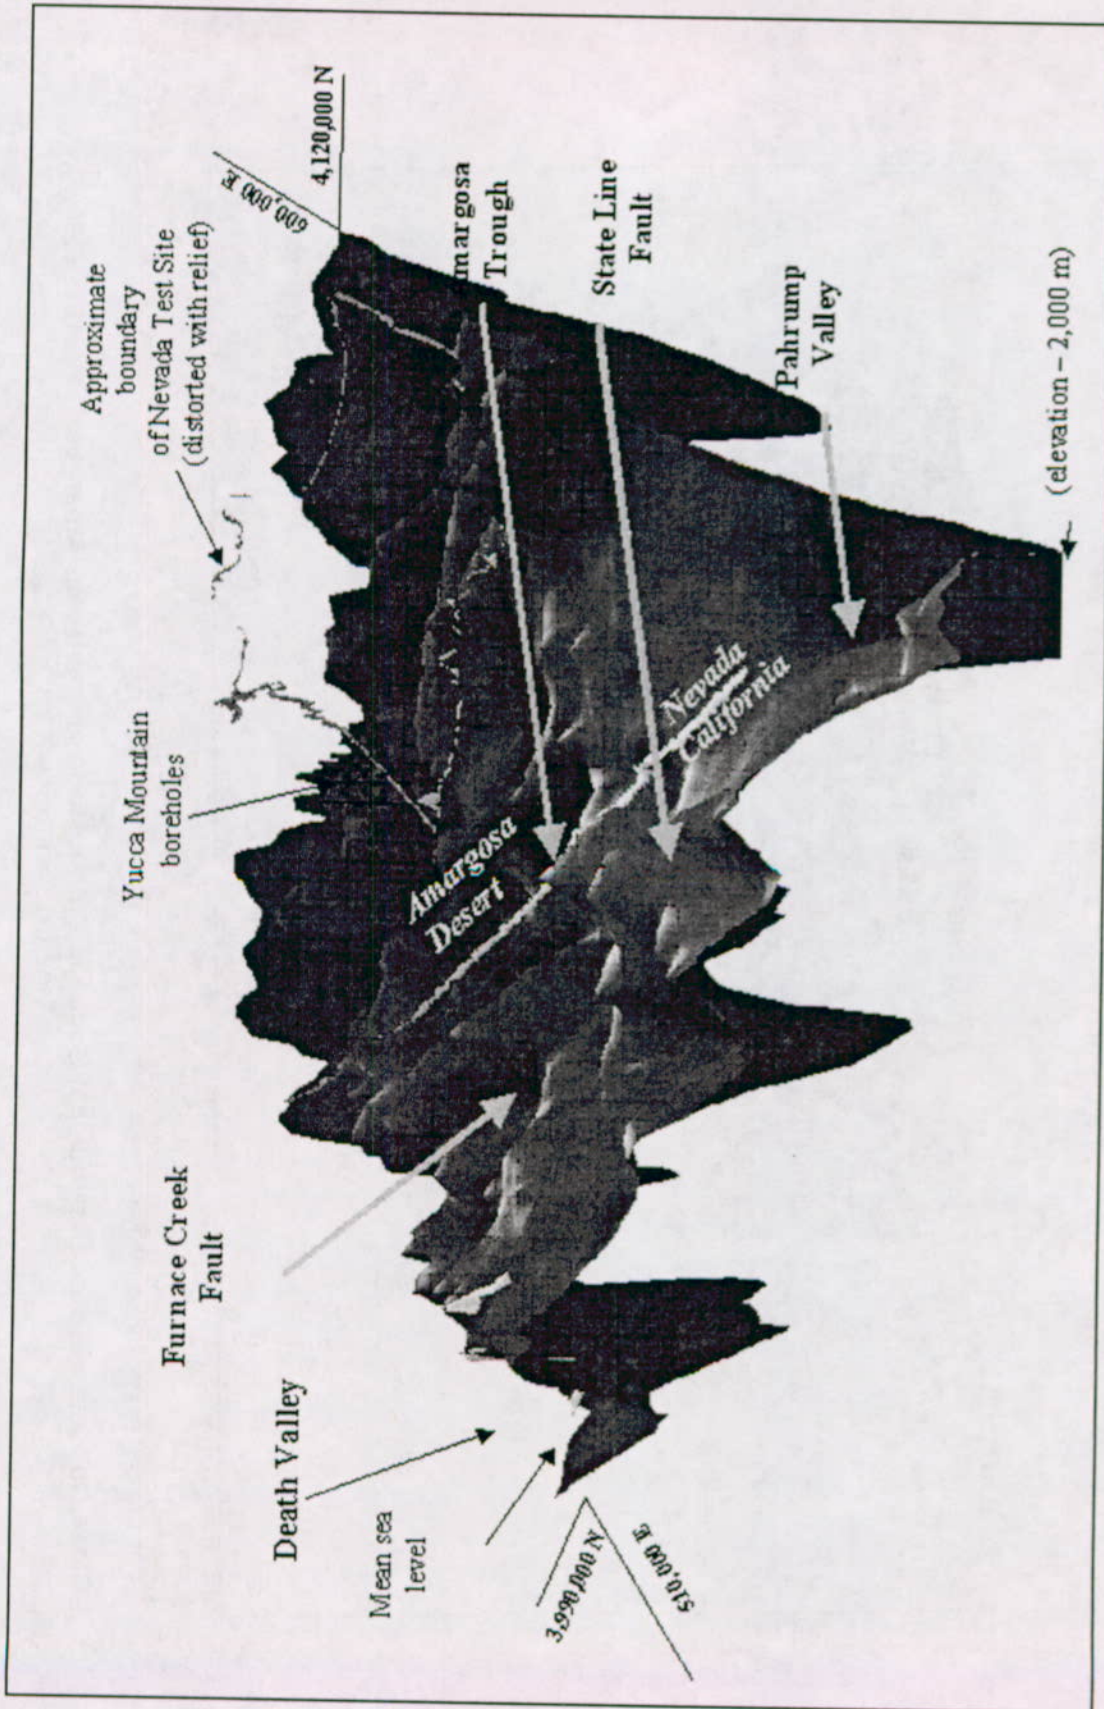 Death Valley
Mean sea
level
3,990,000 N
510,000 E
Furnace Creek
Fault
Yucca Mountain
boreholes
Approximate
boundary
of Nevada Test Site
(distorted with relief)
600,000 E
4,120,000 N
Amargosa
Desert
Nevada
California
margosa
Trough
State Line
Fault
Pahrump
Valley
(elevation – 2,000 m)